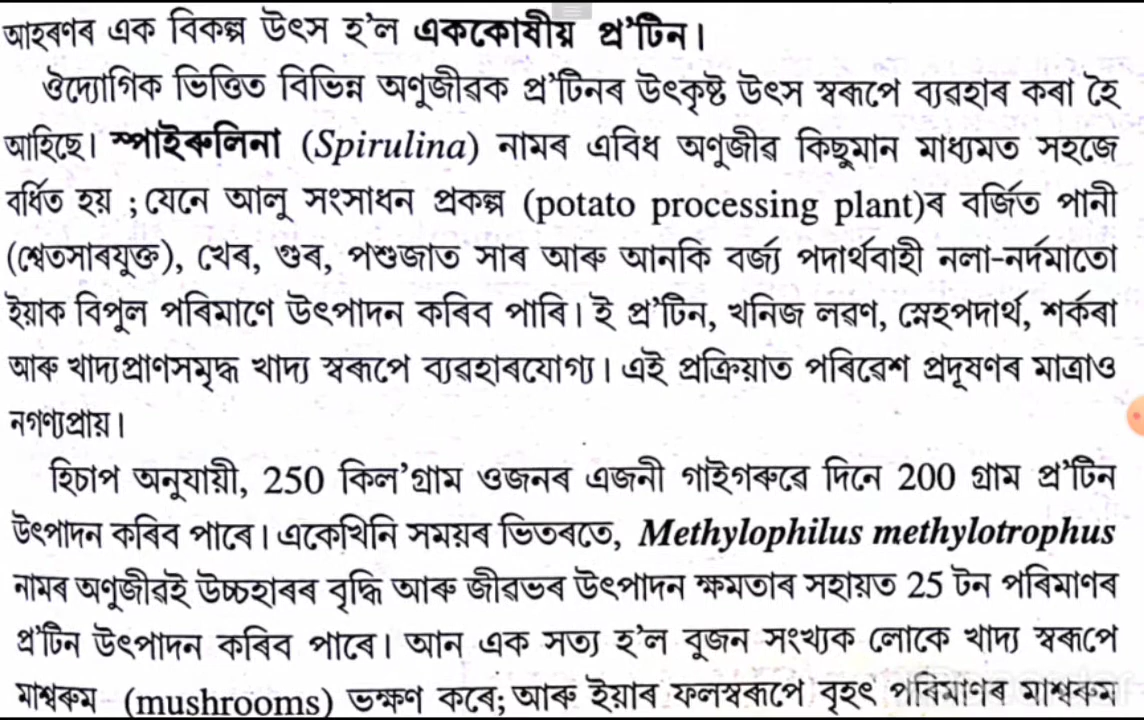 আহৰণৰ এক বিকল্প উৎস হ’ল এককোষীয় প্ৰ’টিন।
ঔদ্যোগিক ভিত্তিত বিভিন্ন অণুজীৱক প্ৰ’টিনৰ উৎকৃষ্ট উৎস স্বৰূপে ব্যৱহাৰ কৰা হৈ
আহিছে। স্পাইৰুলিনা (Spirulina) নামৰ এবিধ অণুজীৱ কিছুমান মাধ্যমত সহজে
বৰ্ধিত হয় ; যেনে আলু সংসাধন প্ৰকল্প (potato processing plant)ৰ বৰ্জিত পানী
(শ্বেতসাৰযুক্ত), খেৰ, গুৰ, পশুজাত সাৰ আৰু আনকি বৰ্জ্য পদাৰ্থবাহী নলা-নৰ্দমাতো
ইয়াক বিপুল পৰিমাণে উৎপাদন কৰিব পাৰি। ই প্ৰ’টিন, খনিজ লৱণ, স্নেহপদাৰ্থ, শৰ্কৰা
আৰু খাদ্যপ্ৰাণসমৃদ্ধ খাদ্য স্বৰূপে ব্যৱহাৰযোগ্য। এই প্ৰক্ৰিয়াত পৰিৱেশ প্ৰদূষণৰ মাত্ৰাও
নগণ্যপ্ৰায়।
হিচাপ অনুযায়ী, 250 কিল’গ্ৰাম ওজনৰ এজনী গাইগৰুৱে দিনে 200 গ্ৰাম প্ৰ’টিন
উৎপাদন কৰিব পাৰে। একেখিনি সময়ৰ ভিতৰতে, Methylophilus methylotrophus
নামৰ অণুজীৱই উচ্চহাৰৰ বৃদ্ধি আৰু জীৱভৰ উৎপাদন ক্ষমতাৰ সহায়ত 25 টন পৰিমাণৰ
প্ৰ’টিন উৎপাদন কৰিব পাৰে। আন এক সত্য হ’ল বুজন সংখ্যক লোকে খাদ্য স্বৰূপে
মাশ্বৰুম (mushrooms) ভক্ষণ কৰে; আৰু ইয়াৰ ফলস্বৰূপে বৃহৎ পৰিমাণৰ মাশ্বৰুম